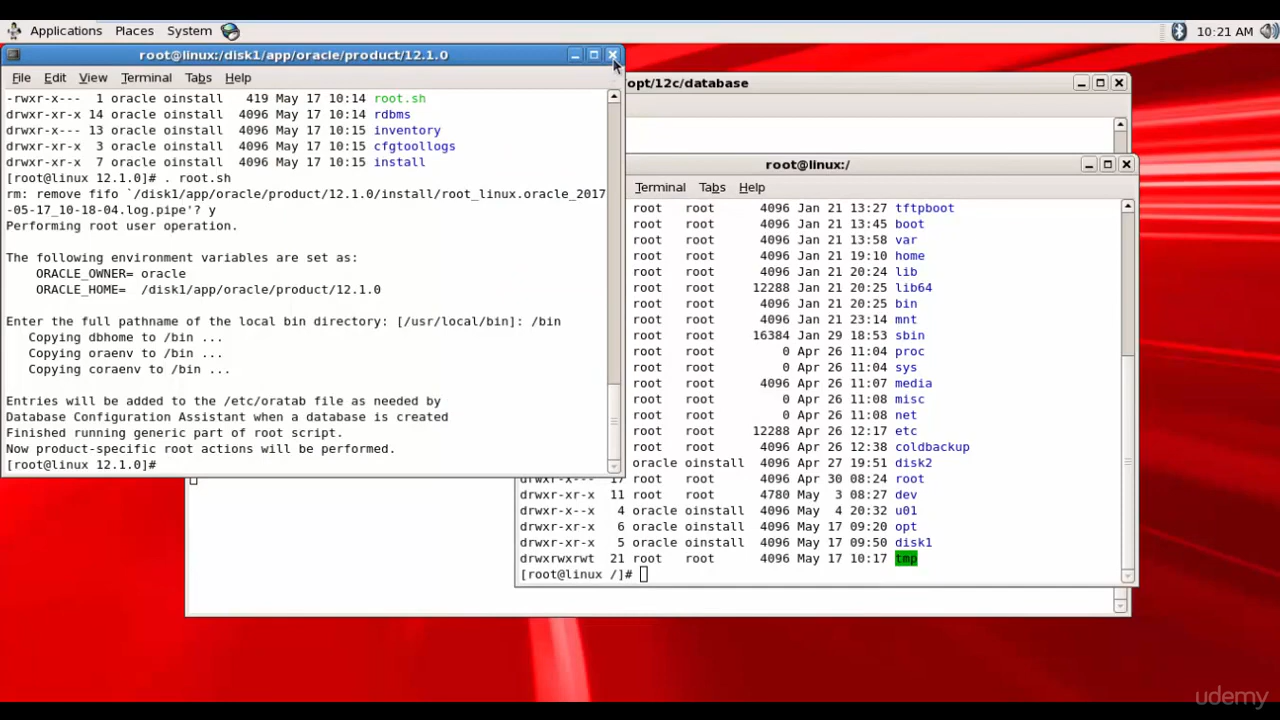 Applications Places System 10:21 AM
root@linux:/disk1/app/oracle/product/12.1.0
File Edit View Terminal Tabs Help
-rwxr-x--- 1 oracle oinstall 419 May 17 10:14 root.sh
drwxr-xr-x 14 oracle oinstall 4096 May 17 10:14 rdbms
drwxr-x--- 13 oracle oinstall 4096 May 17 10:15 inventory
drwxr-xr-x 3 oracle oinstall 4096 May 17 10:15 cfgtoollogs
drwxr-xr-x 7 oracle oinstall 4096 May 17 10:15 install
[root@linux 12.1.0]# . root.sh
rm: remove fifo `/disk1/app/oracle/product/12.1.0/install/root_linux.oracle_2017
-05-17_10-18-04.log.pipe'? y
Performing root user operation.
The following environment variables are set as:
ORACLE_OWNER= oracle
ORACLE_HOME= /disk1/app/oracle/product/12.1.0
Enter the full pathname of the local bin directory: [/usr/local/bin]: /bin
Copying dbhome to /bin ...
Copying oraenv to /bin ...
Copying coraenv to /bin ...
Entries will be added to the /etc/oratab file as needed by
Database Configuration Assistant when a database is created
Finished running generic part of root script.
Now product-specific root actions will be performed.
[root@linux 12.1.0]#
opt/12c/database
root@linux:/
Terminal Tabs Help
root root 4096 Jan 21 13:27 tftpboot
root root 4096 Jan 21 13:45 boot
root root 4096 Jan 21 13:58 var
root root 4096 Jan 21 19:10 home
root root 4096 Jan 21 20:24 lib
root root 12288 Jan 21 20:25 lib64
root root 4096 Jan 21 20:25 bin
root root 4096 Jan 21 23:14 mnt
root root 16384 Jan 29 18:53 sbin
root root 0 Apr 26 11:04 proc
root root 0 Apr 26 11:04 sys
root root 4096 Apr 26 11:07 media
root root 0 Apr 26 11:08 misc
root root 0 Apr 26 11:08 net
root root 12288 Apr 26 12:17 etc
root root 4096 Apr 26 12:38 coldbackup
oracle oinstall 4096 Apr 27 19:51 disk2
drwxr-x--- 17 root root 4096 Apr 30 08:24 root
drwxr-xr-x 11 root root 4780 May 3 08:27 dev
drwxr-x--x 4 root root 4096 May 4 20:32 u01
drwxr-xr-x 6 oracle oinstall 4096 May 17 09:20 opt
drwxr-xr-x 5 oracle oinstall 4096 May 17 09:50 disk1
drwxrwxrwt 21 root root 4096 May 17 10:17 tmp
[root@linux /]#
udemy